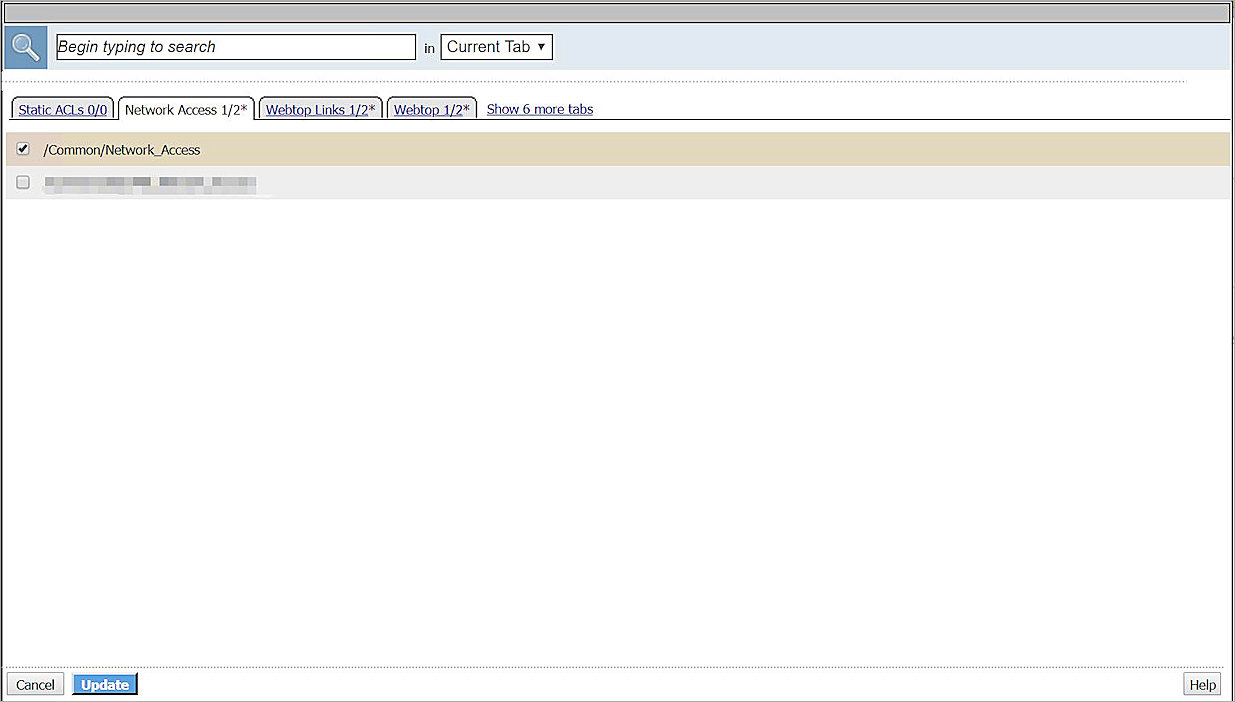 Begin typing to search in Current Tab ▼
Static ACLs 0/0 Network Access 1/2* Webtop Links 1/2* Webtop 1/2* Show 6 more tabs
/Common/Network_Access
Cancel Update Help